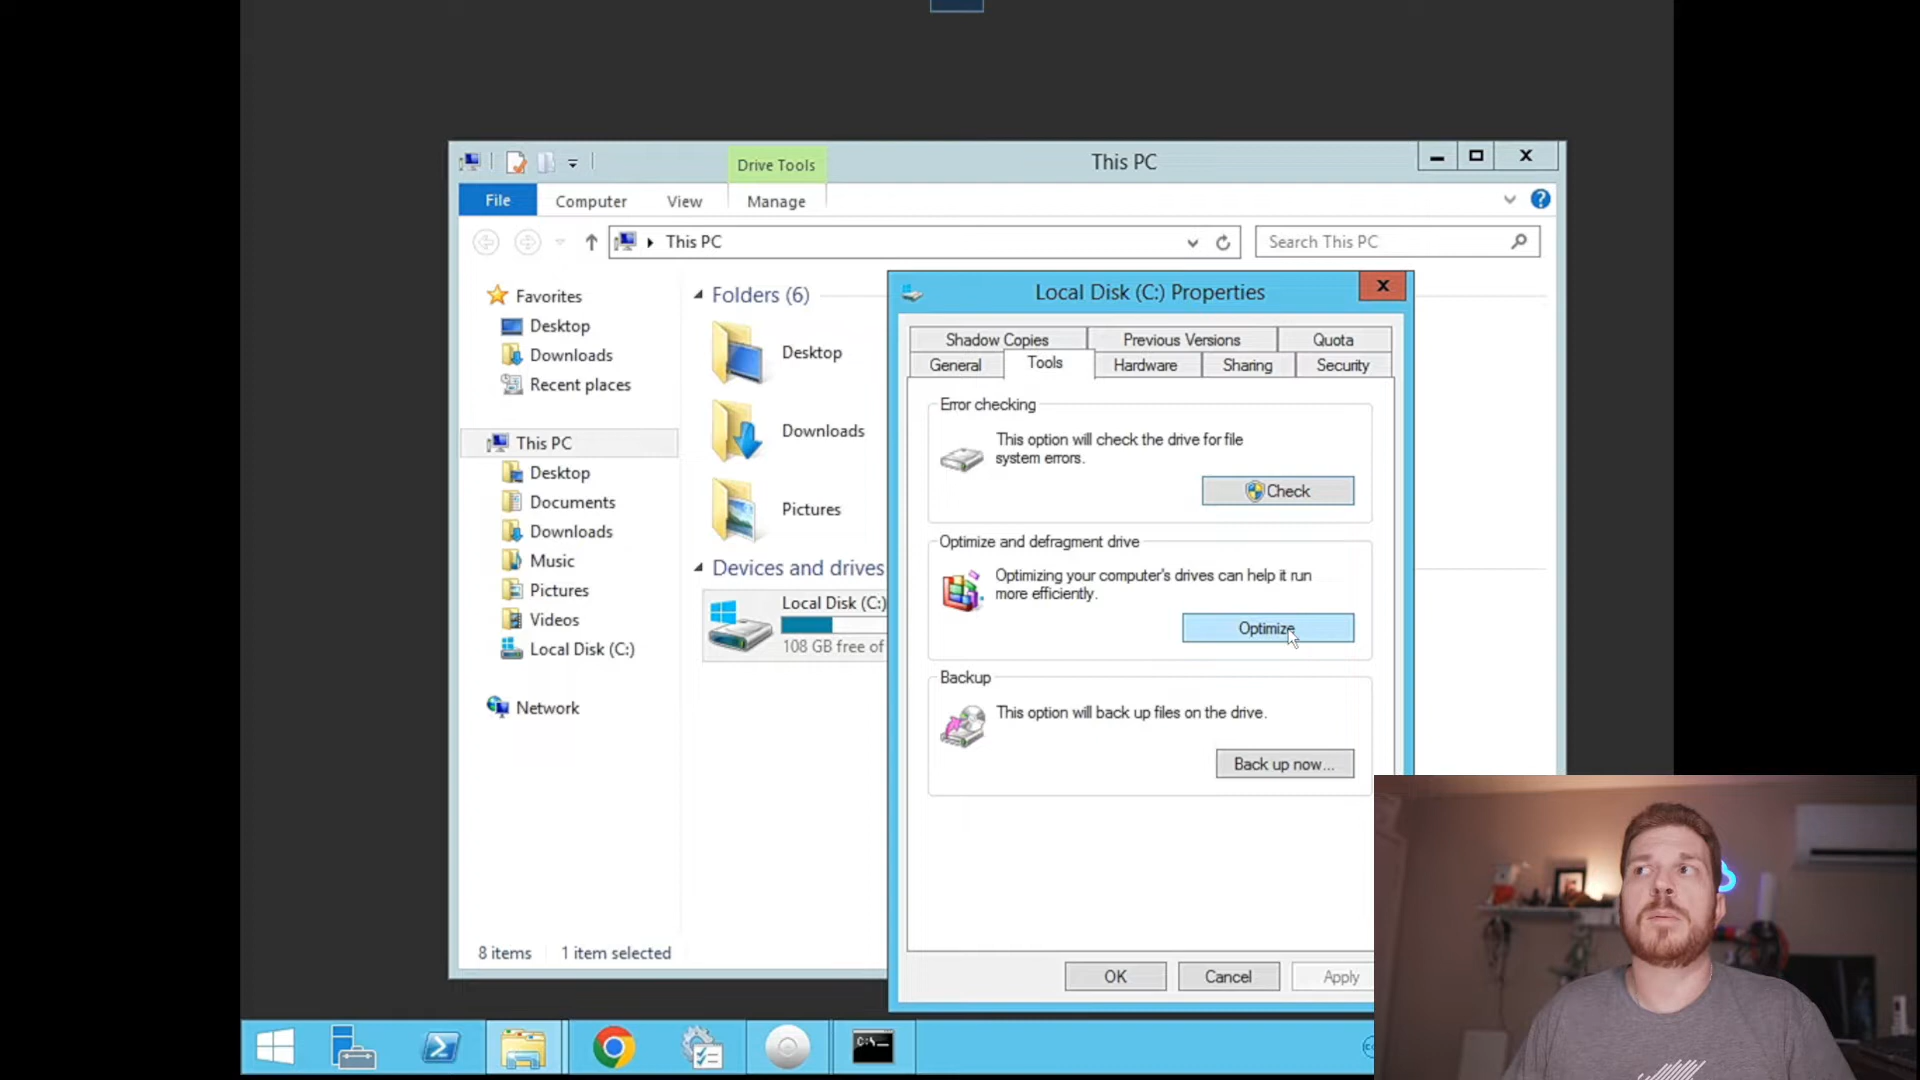 Drive Tools
This PC
File
Computer
View
Manage
This PC
Search This PC
Favorites
Desktop
Downloads
Recent places
This PC
Desktop
Documents
Downloads
Music
Pictures
Videos
Local Disk (C:)
Network
Folders (6)
Desktop
Downloads
Pictures
Devices and drives
Local Disk (C:)
108 GB free of
8 items
1 item selected
Local Disk (C:) Properties
Shadow Copies
Previous Versions
Quota
General
Tools
Hardware
Sharing
Security
Error checking
This option will check the drive for file
system errors.
Check
Optimize and defragment drive
Optimizing your computer's drives can help it run
more efficiently.
Optimize
Backup
This option will back up files on the drive.
Back up now...
OK
Cancel
Apply